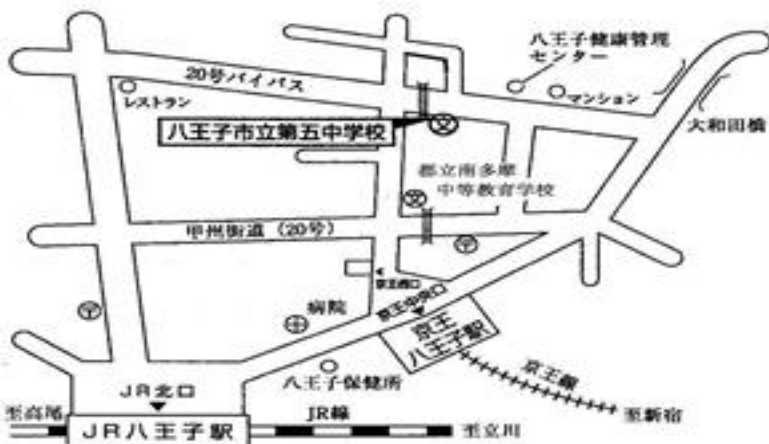 八王子健康管理
センター
マンション
20号バイパス
レストラン
大和田橋
八王子市立第五中学校
都立南多摩
中等教育学校
甲州街道(20号)
京王西口
京王中央口
病院
京王
八王子駅
八王子保健所
京王線
JR北口
至高尾
JR線
至立川
至新宿
JR八王子駅